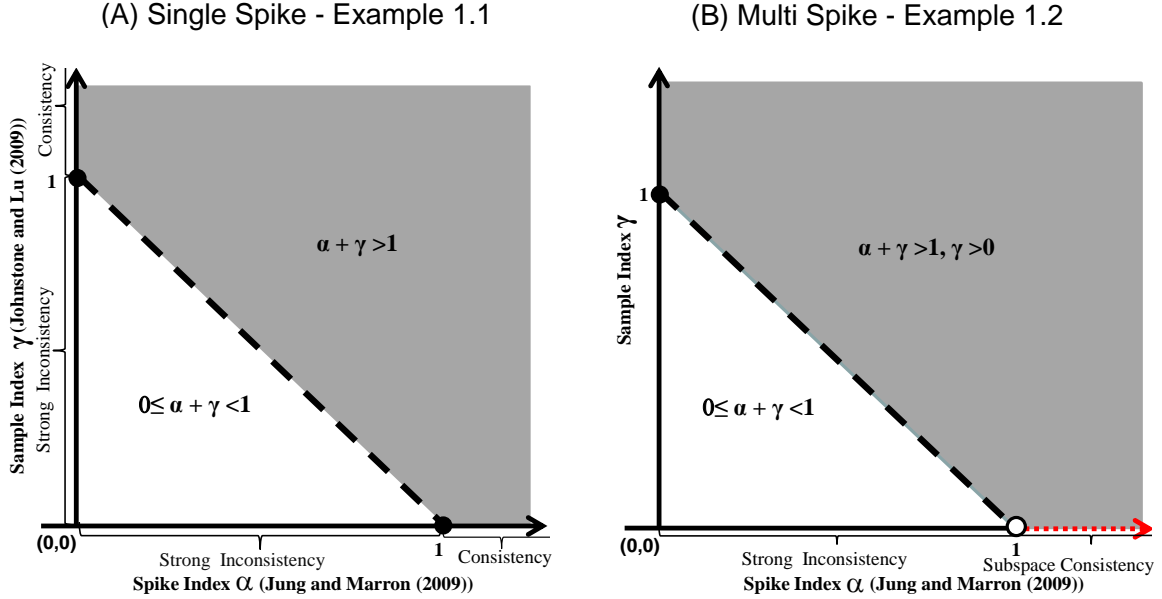 (A) Single Spike - Example 1.1
Sample Index γ (Johnstone and Lu (2009))
Consistency
Strong Inconsistency
1
α + γ >1
0≤ α + γ <1
(0,0)
1
Strong Inconsistency
Consistency
Spike Index α (Jung and Marron (2009))
(B) Multi Spike - Example 1.2
Sample Index γ
1
α + γ >1, γ >0
0≤ α + γ <1
(0,0)
1
Strong Inconsistency
Subspace Consistency
Spike Index α (Jung and Marron (2009))